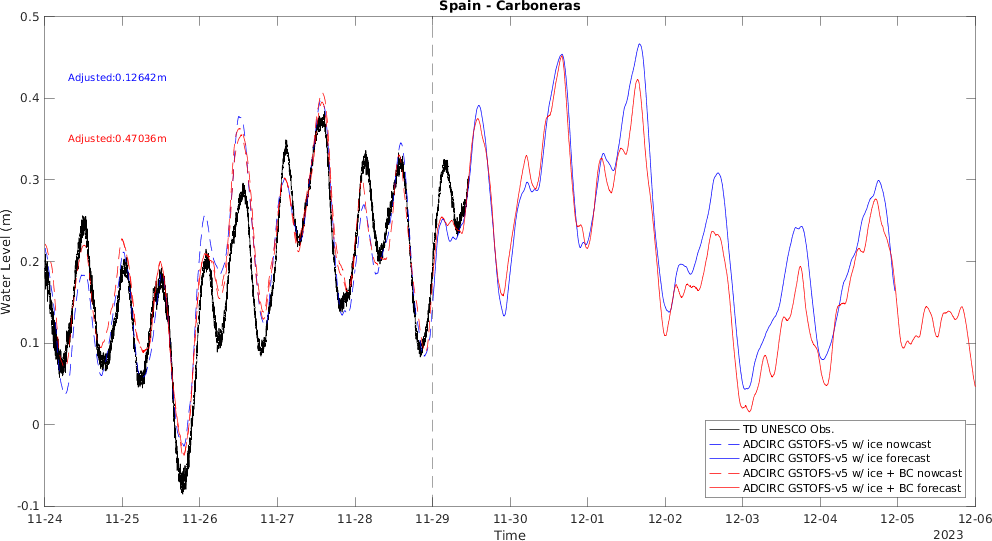 Spain - Carboneras
0.5
0.4
0.3
0.2
0.1
0
-0.1
Water Level (m)
Adjusted:0.12642m
Adjusted:0.47036m
TD UNESCO Obs.
ADCIRC GSTOFS-v5 w/ ice nowcast
ADCIRC GSTOFS-v5 w/ ice forecast
ADCIRC GSTOFS-v5 w/ ice + BC nowcast
ADCIRC GSTOFS-v5 w/ ice + BC forecast
11-24 11-25 11-26 11-27 11-28 11-29 11-30 12-01 12-02 12-03 12-04 12-05 12-06
Time
2023